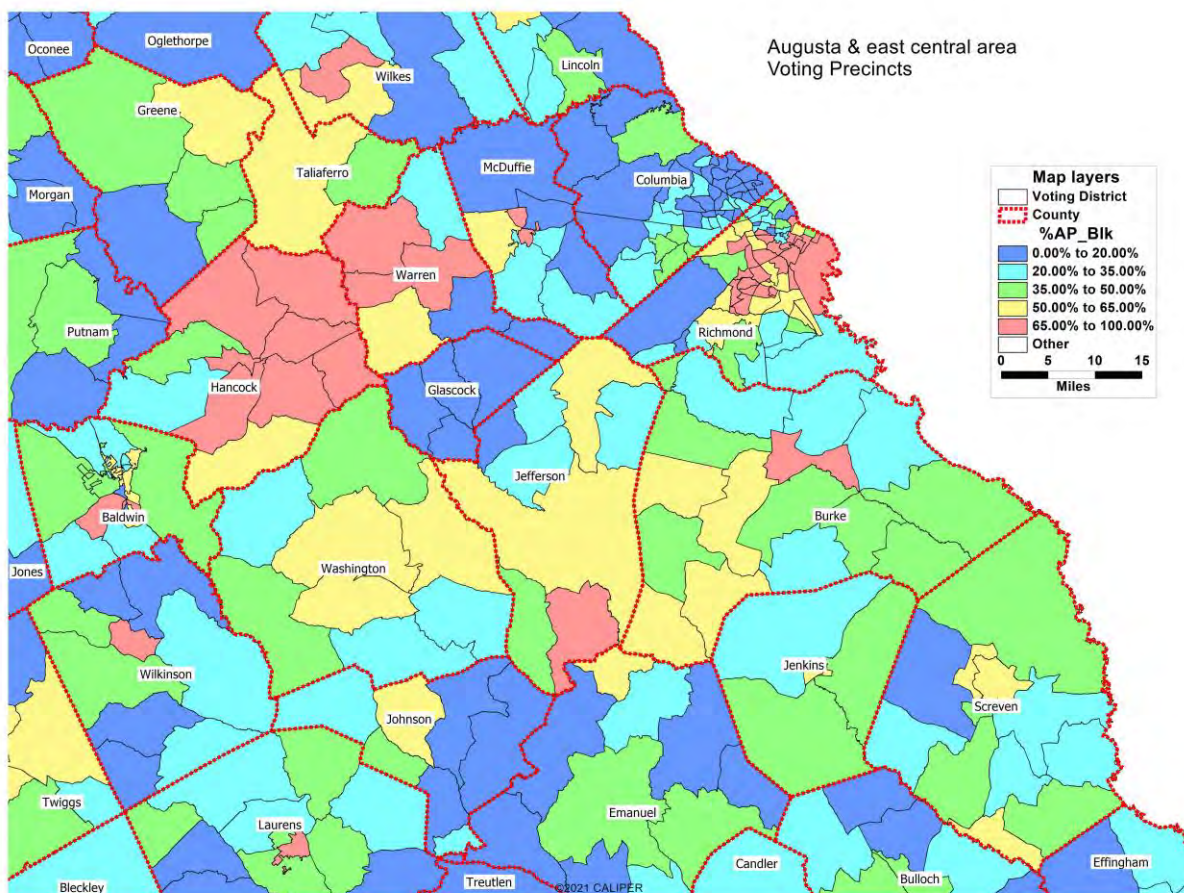 Augusta & east central area
Voting Precincts
Oconee
Oglethorpe
Wilkes
Lincoln
Greene
Taliaferro
McDuffie
Columbia
Morgan
Warren
Putnam
Richmond
Hancock
Glascock
Jefferson
Baldwin
Burke
Jones
Washington
Wilkinson
Jenkins
Screven
Johnson
Twiggs
Laurens
Emanuel
Candler
Effingham
Bleckley
Treutlen
Bulloch
©2021 CALIPER
Map layers
Voting District
County
%AP_Blk
0.00% to 20.00%
20.00% to 35.00%
35.00% to 50.00%
50.00% to 65.00%
65.00% to 100.00%
Other
0 5 10 15
Miles